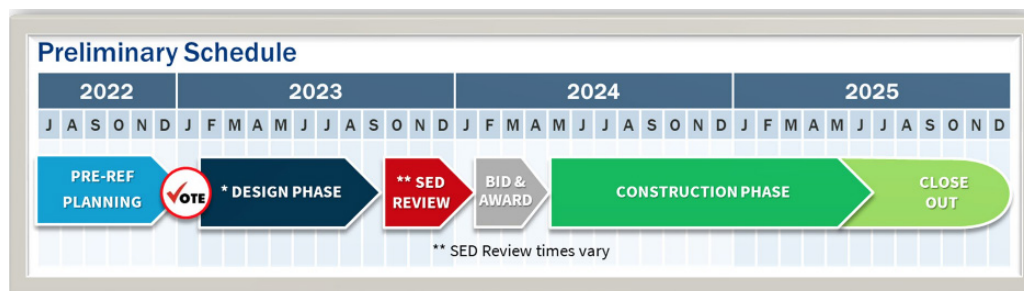 Preliminary Schedule
2022 2023 2024 2025
J A S O N D J F M A M J J A S O N D J F M A M J J A S O N D J F M A M J J A S O N D
PRE-REF
PLANNING
VOTE
* DESIGN PHASE
** SED
REVIEW
BID &
AWARD
CONSTRUCTION PHASE
CLOSE
OUT
** SED Review times vary